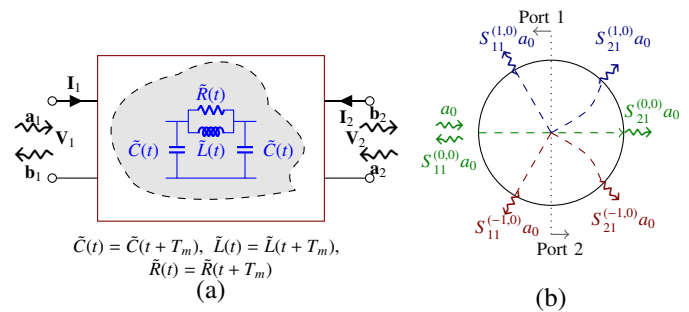 Port 1
I₁
a₁
V₁
b₁
R̃(t)
C̃(t) L̃(t) C̃(t)
I₂
b₂
V₂
a₂
C̃(t) = C̃(t + Tₘ), L̃(t) = L̃(t + Tₘ),
R̃(t) = R̃(t + Tₘ)
(a)
S₁₁^(1,0) a₀
S₂₁^(1,0) a₀
a₀
S₁₁^(0,0) a₀
S₂₁^(0,0) a₀
S₁₁^(-1,0) a₀
S₂₁^(-1,0) a₀
Port 2
(b)